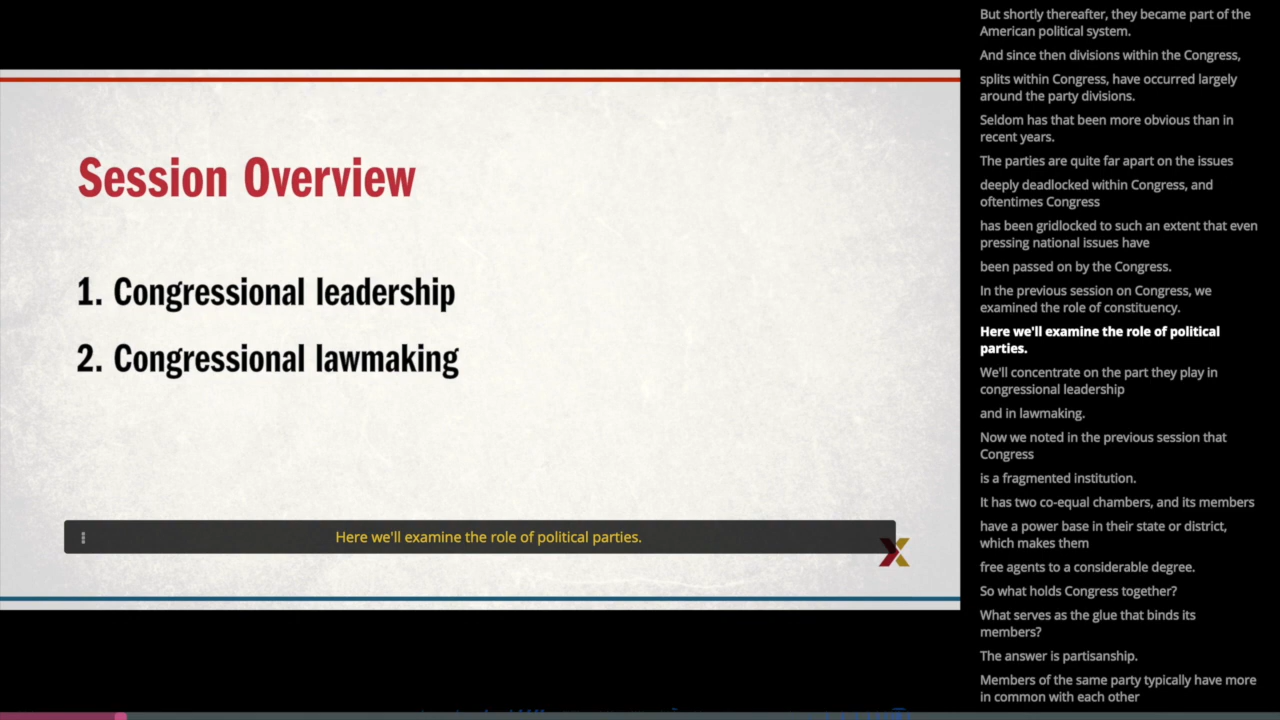 Session Overview
1. Congressional leadership
2. Congressional lawmaking
Here we'll examine the role of political parties.
But shortly thereafter, they became part of the
American political system.
And since then divisions within the Congress,
splits within Congress, have occurred largely
around the party divisions.
Seldom has that been more obvious than in
recent years.
The parties are quite far apart on the issues
deeply deadlocked within Congress, and
oftentimes Congress
has been gridlocked to such an extent that even
pressing national issues have
been passed on by the Congress.
In the previous session on Congress, we
examined the role of constituency.
Here we'll examine the role of political
parties.
We'll concentrate on the part they play in
congressional leadership
and in lawmaking.
Now we noted in the previous session that
Congress
is a fragmented institution.
It has two co-equal chambers, and its members
have a power base in their state or district,
which makes them
free agents to a considerable degree.
So what holds Congress together?
What serves as the glue that binds its
members?
The answer is partisanship.
Members of the same party typically have more
in common with each other